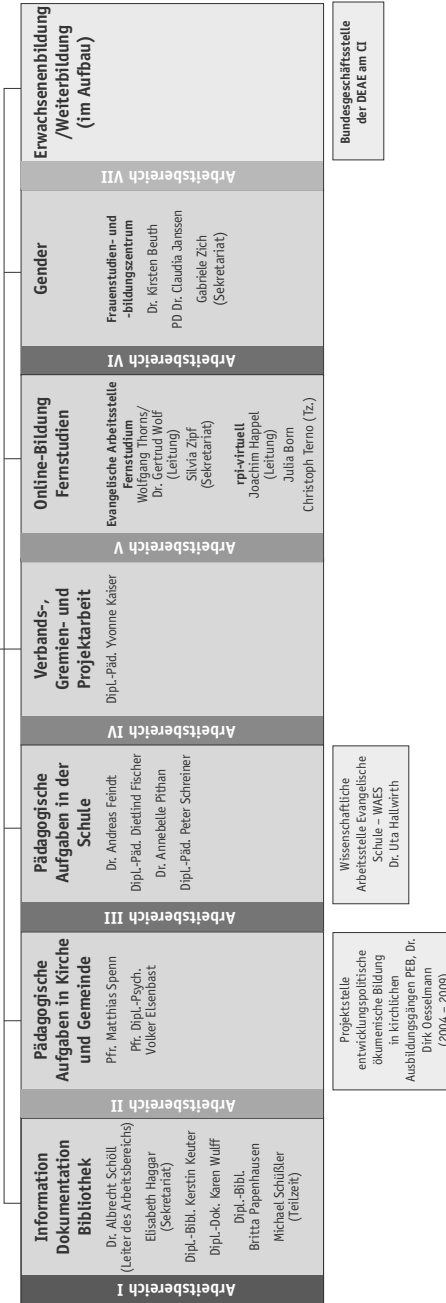 Arbeitsbereich I
Information
Dokumentation
Bibliothek
Dr. Albrecht Schöll
(Leiter des Arbeitsbereichs)
Elisabeth Haggar
(Sekretariat)
Dipl.-Bibl. Kerstin Keuter
Dipl.-Dok. Karen Wulff
Dipl.-Bibl.
Britta Papenhausen
Michael Schüßler
(Teilzeit)
Arbeitsbereich II
Pädagogische
Aufgaben in Kirche
und Gemeinde
Pfr. Matthias Spenn
Pfr. Dipl.-Psych.
Volker Elsenbast
Projektstelle
entwicklungspolitische
ökumenische Bildung
in kirchlichen
Ausbildungsgängen PEB, Dr.
Dirk Oesselmann
(2004 – 2009)
Arbeitsbereich III
Pädagogische
Aufgaben in der
Schule
Dr. Andreas Feindt
Dipl.-Päd. Dietlind Fischer
Dr. Annebelle Pithan
Dipl.-Päd. Peter Schreiner
Wissenschaftliche
Arbeitsstelle Evangelische
Schule – WAES
Dr. Uta Hallwirth
Arbeitsbereich IV
Verbands-,
Gremien- und
Projektarbeit
Dipl.-Päd. Yvonne Kaiser
Arbeitsbereich V
Online-Bildung
Fernstudien
Evangelische Arbeitsstelle
Fernstudium
Wolfgang Thorns/
Dr. Gertrud Wolf
(Leitung)
Silvia Zipf
(Sekretariat)
rpi-virtuell
Joachim Happel
(Leitung)
Julia Born
Christoph Terno (Tz.)
Arbeitsbereich VI
Gender
Frauenstudien- und
-bildungszentrum
Dr. Kirsten Beuth
PD Dr. Claudia Janssen
Gabriele Zich
(Sekretariat)
Arbeitsbereich VII
Erwachsenenbildung
/Weiterbildung
(im Aufbau)
Bundesgeschäftsstelle
der DEAE am CI